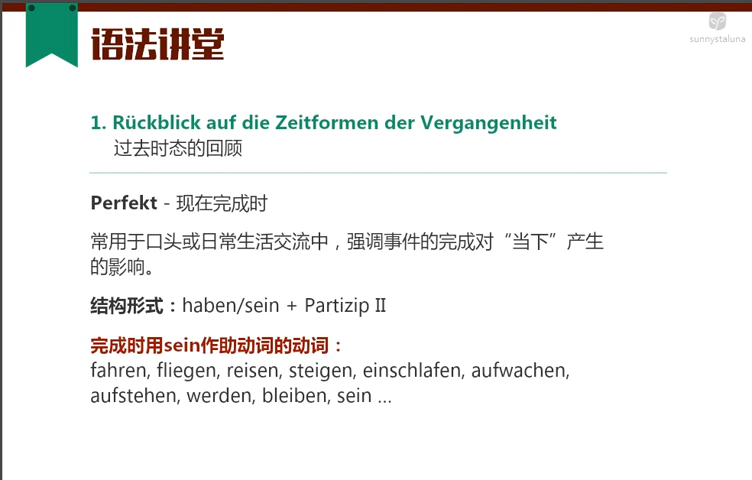 语法讲堂
sunnystaluna
1. Rückblick auf die Zeitformen der Vergangenheit
过去时态的回顾
Perfekt - 现在完成时
常用于口头或日常生活交流中，强调事件的完成对“当下”产生
的影响。
结构形式：haben/sein + Partizip II
完成时用sein作助动词的动词：
fahren, fliegen, reisen, steigen, einschlafen, aufwachen,
aufstehen, werden, bleiben, sein ...